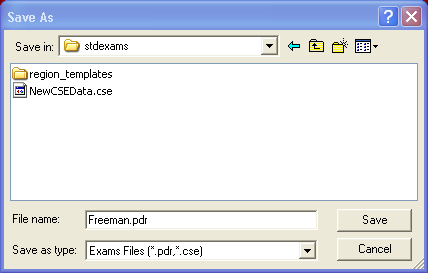 Save As
Save in: stdexams
region_templates
NewCSEData.cse
File name: Freeman.pdr Save
Save as type: Exams Files (*.pdr,*.cse) Cancel